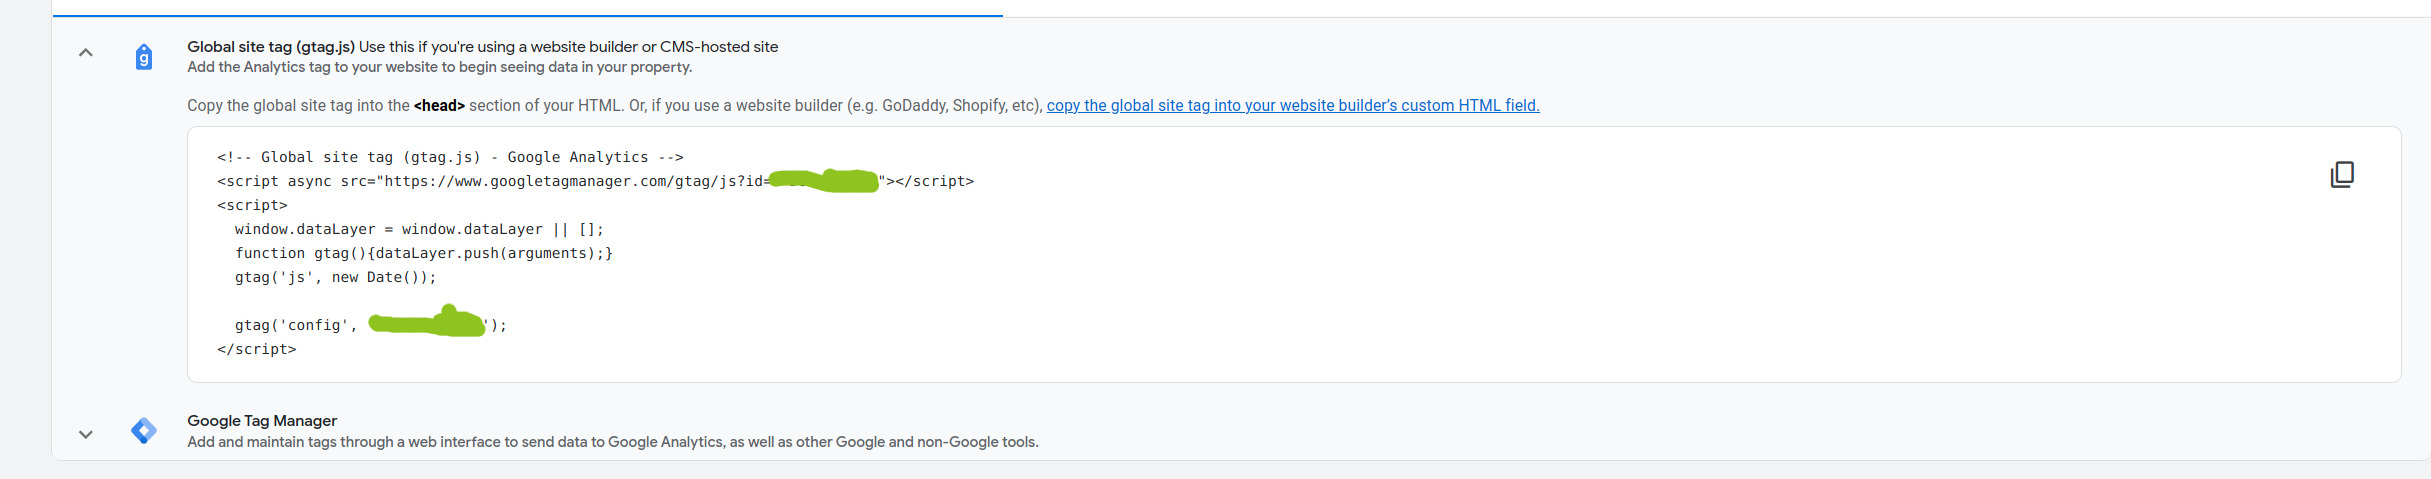 Global site tag (gtag.js) Use this if you're using a website builder or CMS-hosted site
Add the Analytics tag to your website to begin seeing data in your property.
Copy the global site tag into the <head> section of your HTML. Or, if you use a website builder (e.g. GoDaddy, Shopify, etc), copy the global site tag into your website builder's custom HTML field.
<!-- Global site tag (gtag.js) - Google Analytics -->
<script async src="https://www.googletagmanager.com/gtag/js?id="></script>
<script>
  window.dataLayer = window.dataLayer || [];
  function gtag(){dataLayer.push(arguments);}
  gtag('js', new Date());
  gtag('config', ');
</script>
Google Tag Manager
Add and maintain tags through a web interface to send data to Google Analytics, as well as other Google and non-Google tools.